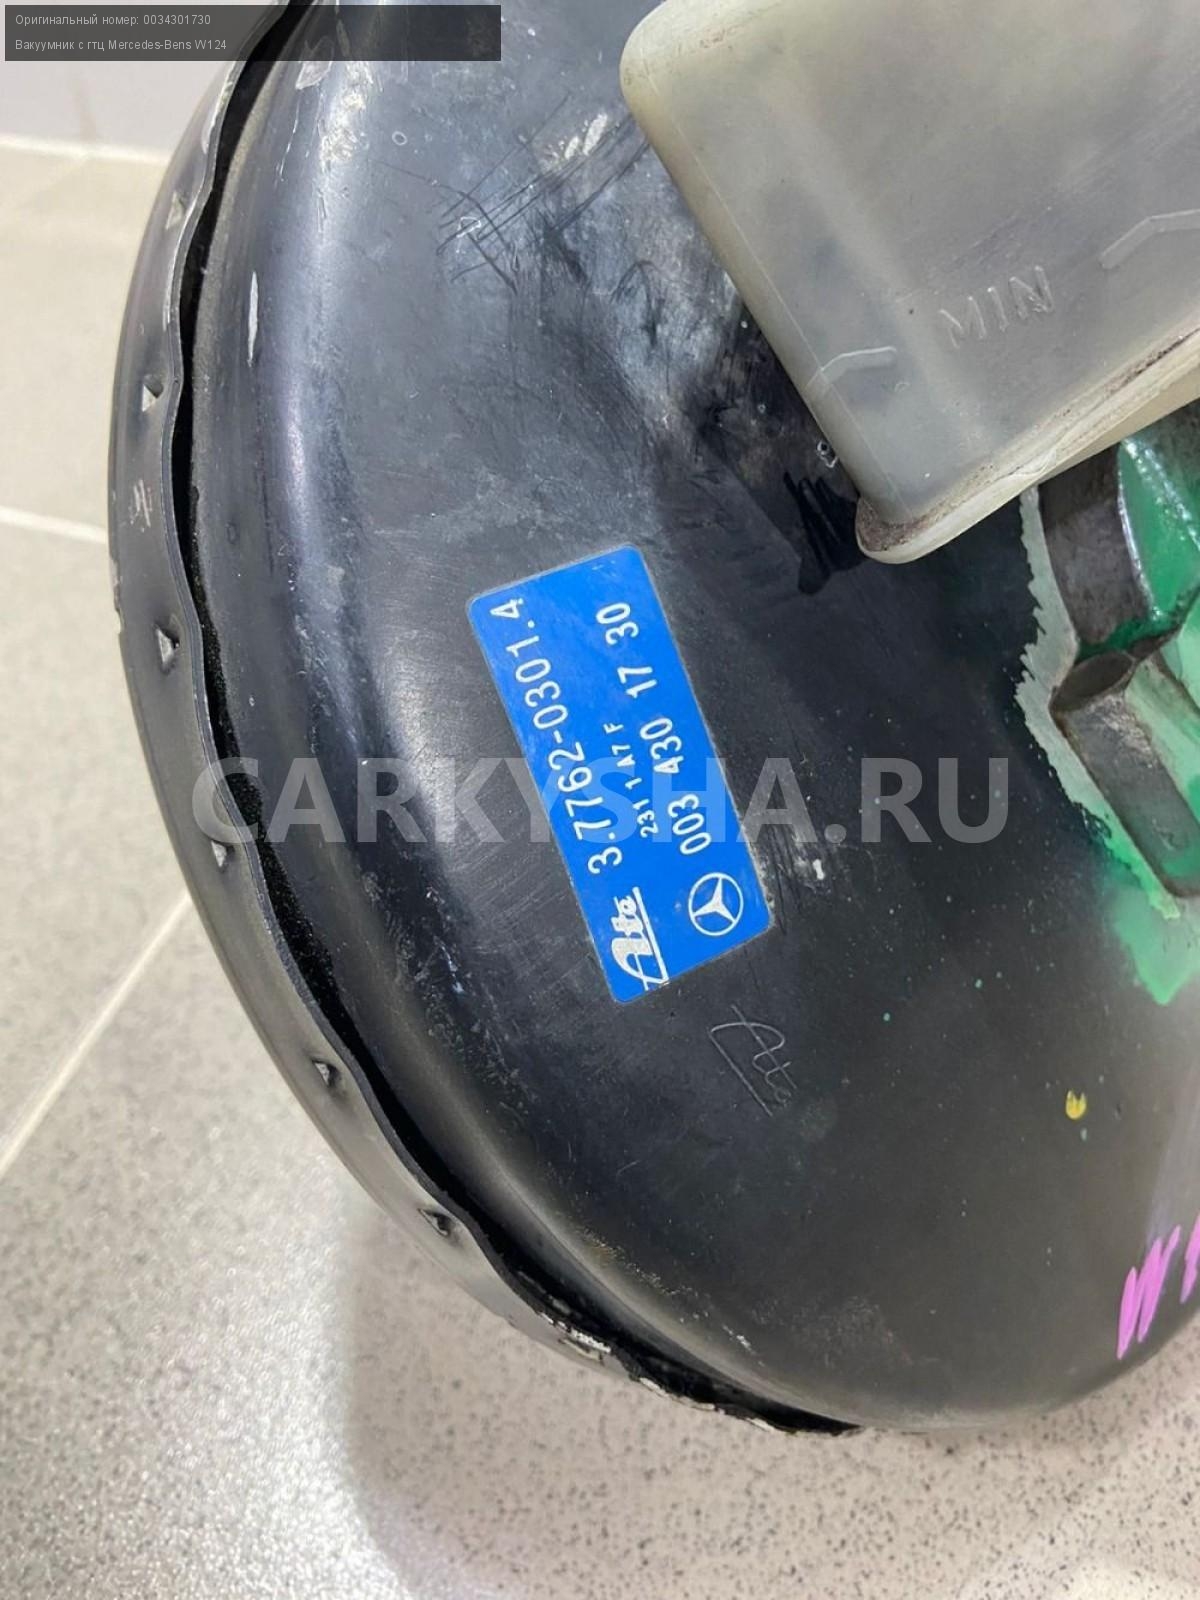 Оригинальный номер: 0034301730
Вакуумник с гтц Mercedes-Bens W124
MIN
Ate 3.7762-0301.4
231 1 A7 F
003 430 17 30
Ate
CARKYSHA.RU